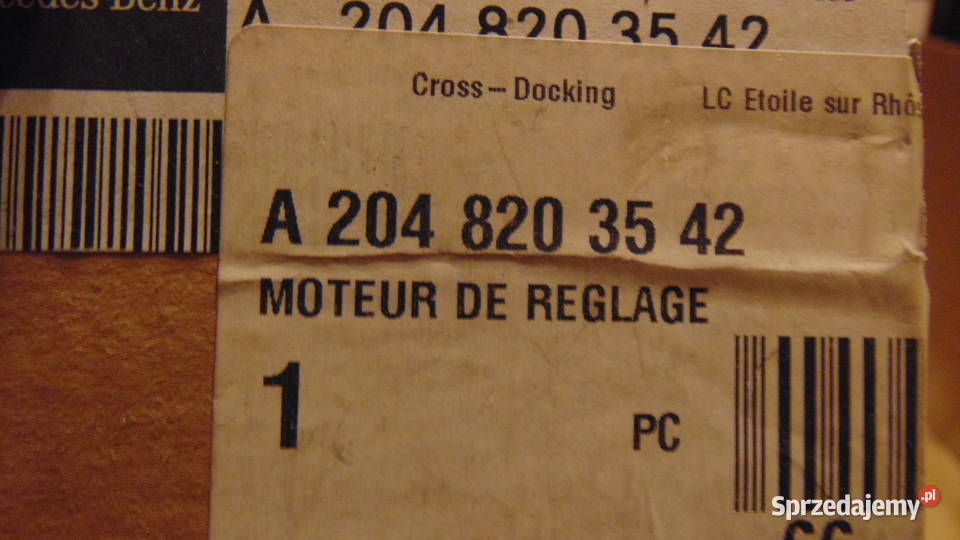 Benz
A 204 820 35 42
Cross-Docking
LC Etoile sur
A 204 820 35 42
MOTEUR DE REGLAGE
1
PC
Sprzedajemy.pl